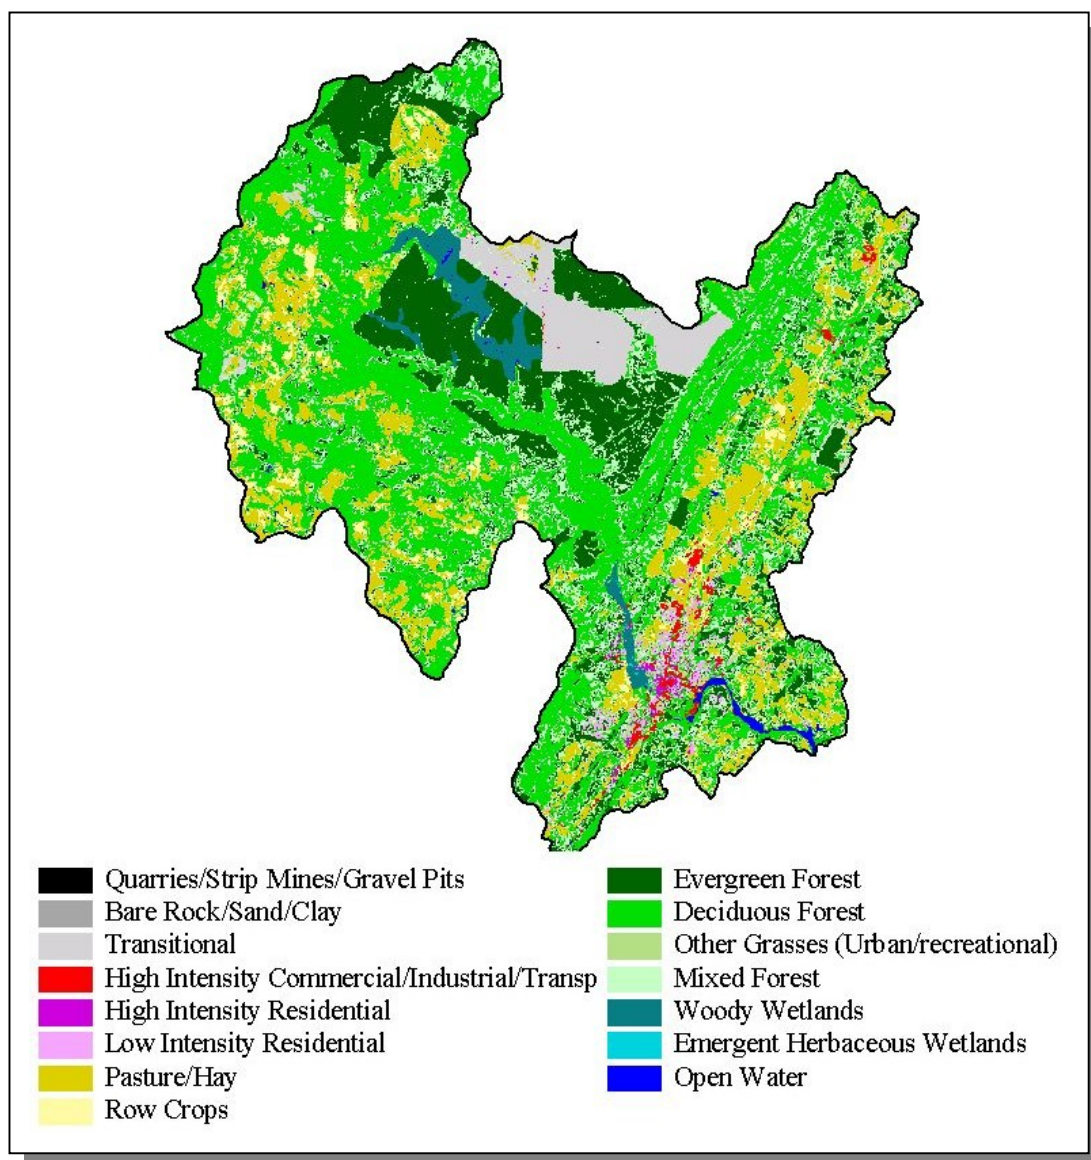 Quarries/Strip Mines/Gravel Pits
Bare Rock/Sand/Clay
Transitional
High Intensity Commercial/Industrial/Transp
High Intensity Residential
Low Intensity Residential
Pasture/Hay
Row Crops
Evergreen Forest
Deciduous Forest
Other Grasses (Urban/recreational)
Mixed Forest
Woody Wetlands
Emergent Herbaceous Wetlands
Open Water